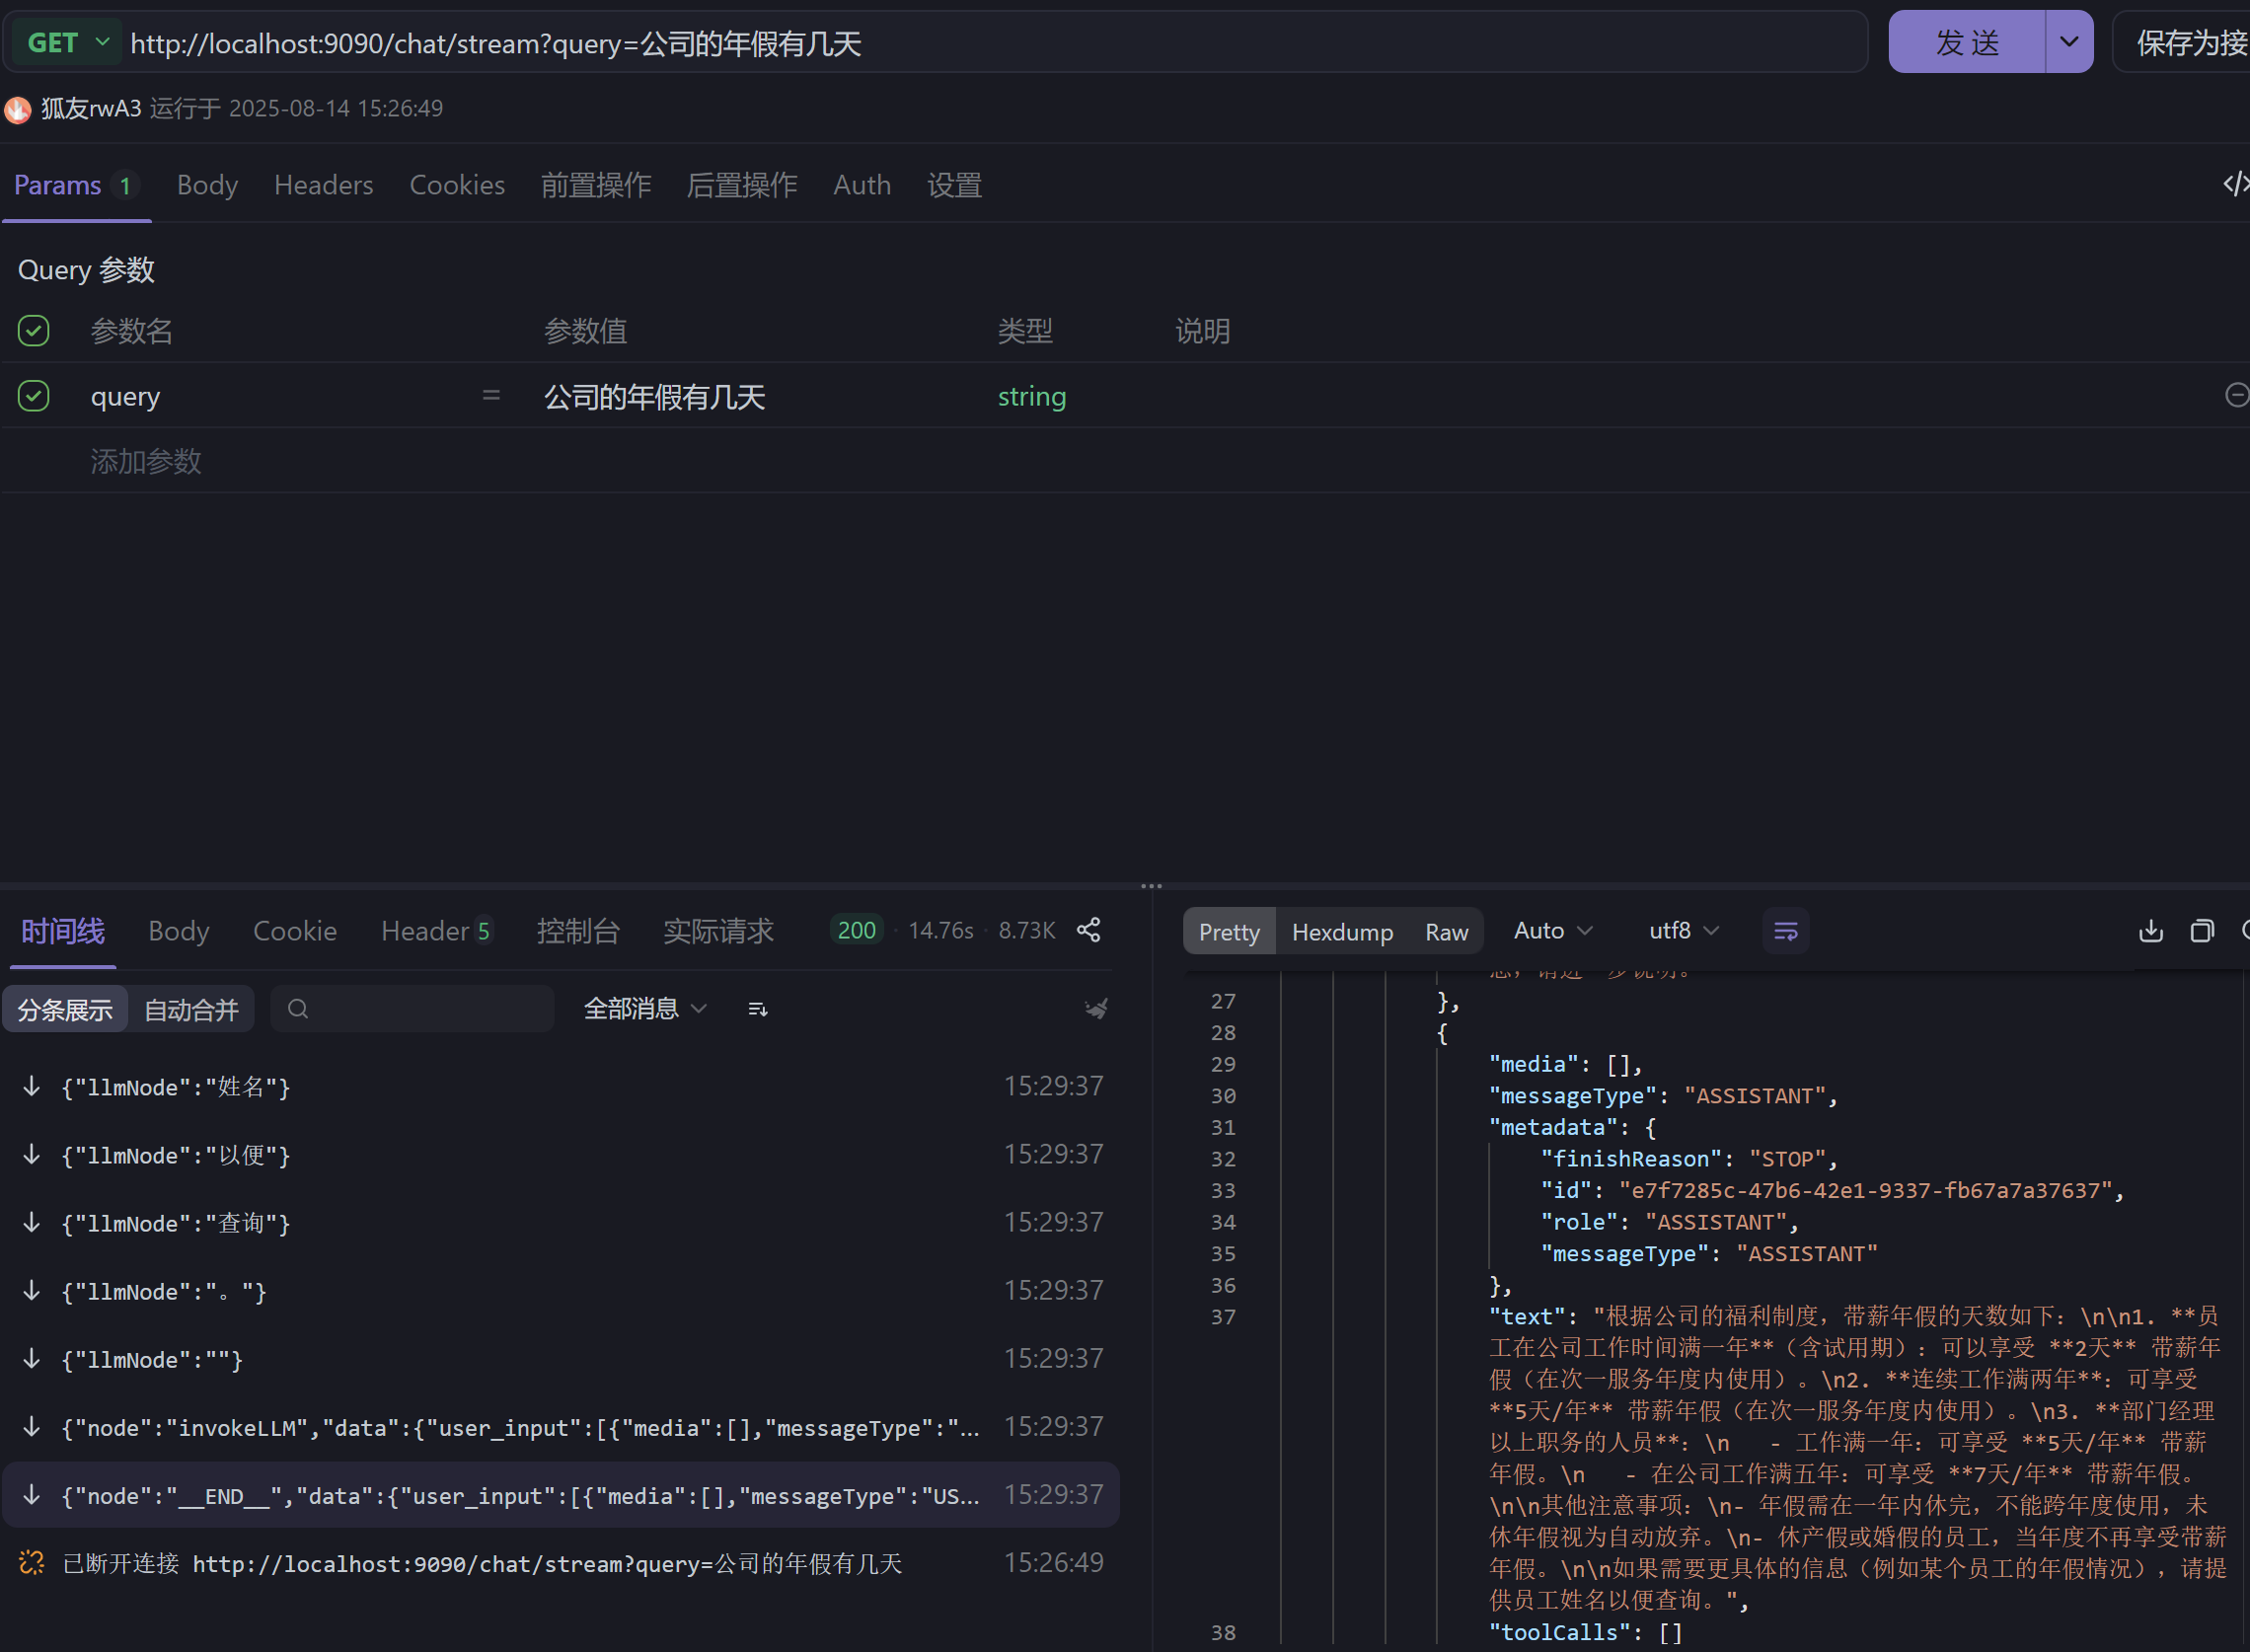 GET http://localhost:9090/chat/stream?query=公司的年假有几天 发 送 保存为接
狐友rwA3 运行于 2025-08-14 15:26:49
Params 1 Body Headers Cookies 前置操作 后置操作 Auth 设置
Query 参数
参数名 参数值 类型 说明
query = 公司的年假有几天 string
添加参数
时间线 Body Cookie Header 5 控制台 实际请求 200 · 14.76s · 8.73K
分条展示 自动合并 全部消息
{"llmNode":"姓名"} 15:29:37
{"llmNode":"以便"} 15:29:37
{"llmNode":"查询"} 15:29:37
{"llmNode":"。"} 15:29:37
{"llmNode":""} 15:29:37
{"node":"invokeLLM","data":{"user_input":[{"media":[],"messageType":"... 15:29:37
{"node":"__END__","data":{"user_input":[{"media":[],"messageType":"US... 15:29:37
已断开连接 http://localhost:9090/chat/stream?query=公司的年假有几天 15:26:49
Pretty Hexdump Raw Auto utf8
27 },
28 {
29 "media": [],
30 "messageType": "ASSISTANT",
31 "metadata": {
32 "finishReason": "STOP",
33 "id": "e7f7285c-47b6-42e1-9337-fb67a7a37637",
34 "role": "ASSISTANT",
35 "messageType": "ASSISTANT"
36 },
37 "text": "根据公司的福利制度，带薪年假的天数如下：\n\n1. **员
工在公司工作时间满一年**（含试用期）：可以享受 **2天** 带薪年
假（在次一服务年度内使用）。\n2. **连续工作满两年**：可享受
**5天/年** 带薪年假（在次一服务年度内使用）。\n3. **部门经理
以上职务的人员**：\n   - 工作满一年：可享受 **5天/年** 带薪
年假。\n   - 在公司工作满五年：可享受 **7天/年** 带薪年假。
\n\n其他注意事项：\n- 年假需在一年内休完，不能跨年度使用，未
休年假视为自动放弃。\n- 休产假或婚假的员工，当年度不再享受带薪
年假。\n\n如果需要更具体的信息（例如某个员工的年假情况），请提
供员工姓名以便查询。",
38 "toolCalls": []